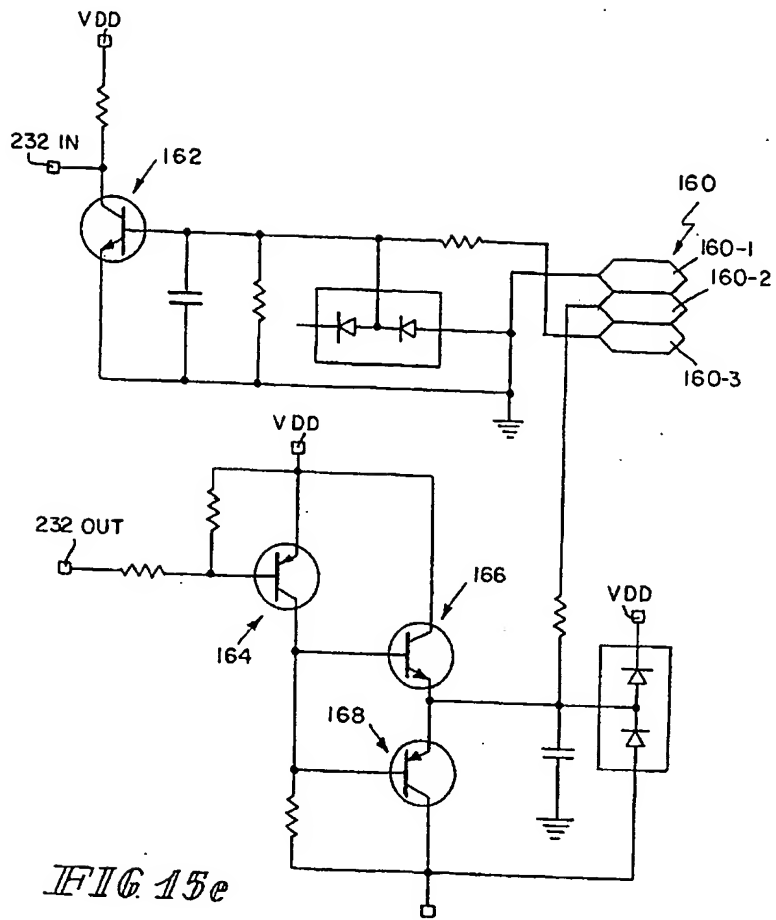 VDD
232 IN
162
160
160-1
160-2
160-3
VDD
232 OUT
166
VDD
164
168
FIG. 15e